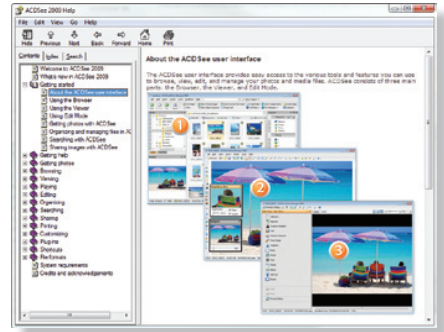 ACDSee 2009 Help
File Edit View Go Help
Hide Previous Next Back Forward Home Print
Contents Index Search
Welcome to ACDSee 2009
What's new in ACDSee 2009
Getting started
About the ACDSee user interface
Using the Browser
Using the Viewer
Using Edit Mode
Getting photos with ACDSee
Organizing and managing files in AC
Searching with ACDSee
Sharing images with ACDSee
Getting help
Getting photos
Browsing
Viewing
Playing
Editing
Organizing
Searching
Sharing
Printing
Customizing
Plug-ins
Shortcuts
File formats
System requirements
Credits and acknowledgements
About the ACDSee user interface
The ACDSee user interface provides easy access to the various tools and features you can use
to browse, view, edit, and manage your photos and media files. ACDSee consists of three main
parts: the Browser, the Viewer, and Edit Mode.
1
2
3